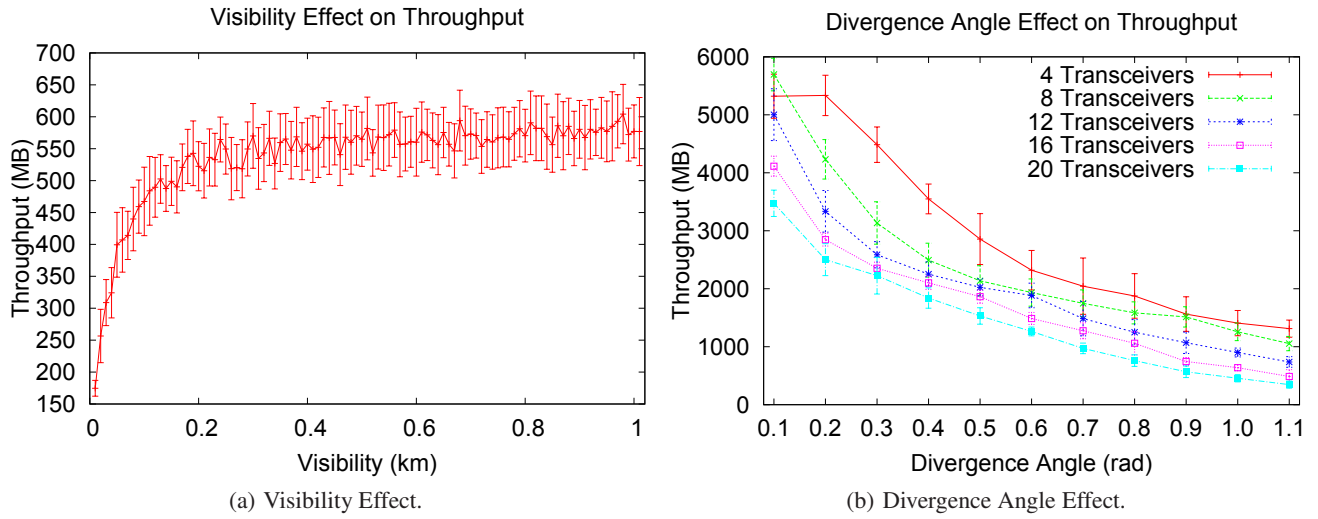 Visibility Effect on Throughput
700
650
600
550
500
450
400
350
300
250
200
150
Throughput (MB)
0 0.2 0.4 0.6 0.8 1
Visibility (km)
(a) Visibility Effect.
Divergence Angle Effect on Throughput
6000
5000
4000
3000
2000
1000
0
Throughput (MB)
4 Transceivers
8 Transceivers
12 Transceivers
16 Transceivers
20 Transceivers
0.1 0.2 0.3 0.4 0.5 0.6 0.7 0.8 0.9 1.0 1.1
Divergence Angle (rad)
(b) Divergence Angle Effect.